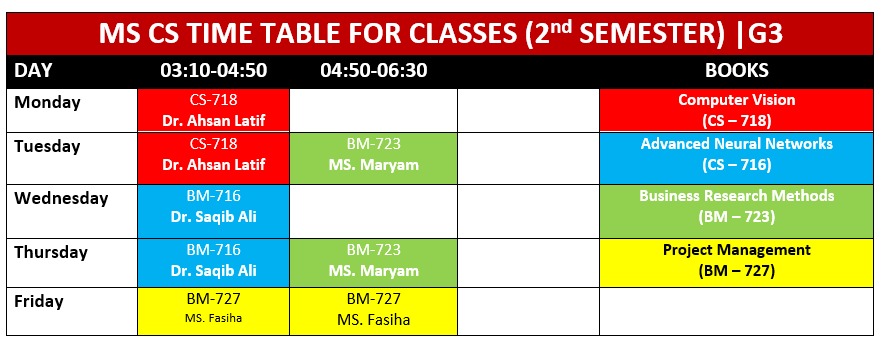 MS CS TIME TABLE FOR CLASSES (2nd SEMESTER) |G3
DAY 03:10-04:50 04:50-06:30 BOOKS
Monday CS-718 Dr. Ahsan Latif Computer Vision (CS – 718)
Tuesday CS-718 Dr. Ahsan Latif BM-723 MS. Maryam Advanced Neural Networks (CS – 716)
Wednesday BM-716 Dr. Saqib Ali Business Research Methods (BM – 723)
Thursday BM-716 Dr. Saqib Ali BM-723 MS. Maryam Project Management (BM – 727)
Friday BM-727 MS. Fasiha BM-727 MS. Fasiha